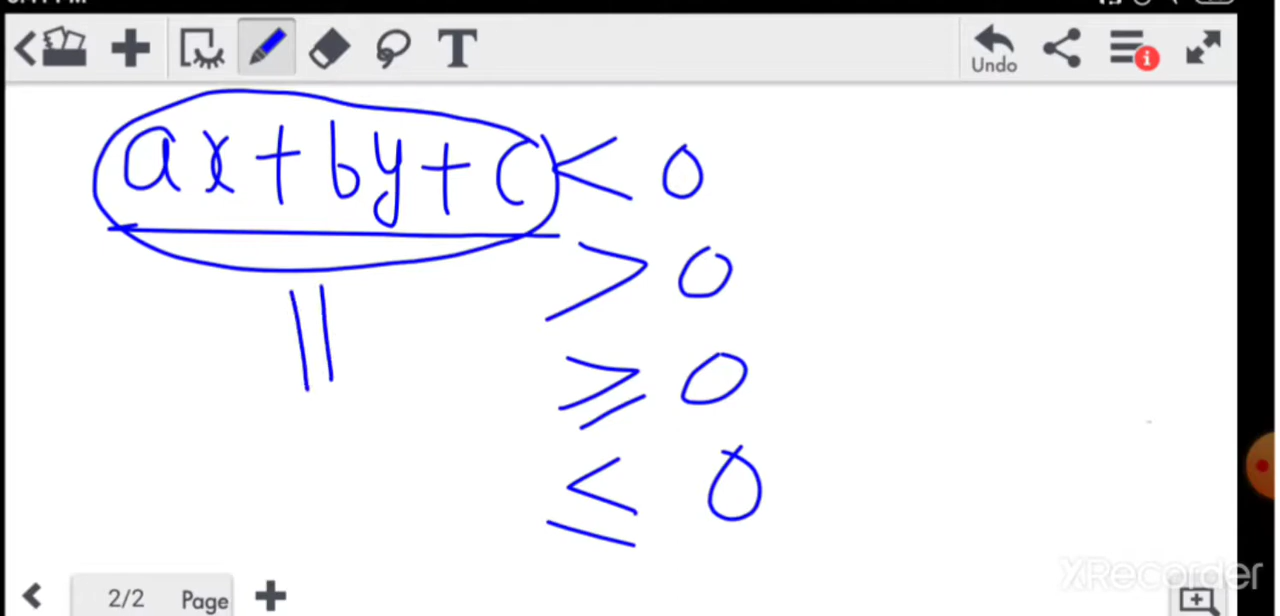 Undo
ax+by+c < 0
> 0
≥ 0
||
≤ 0
XRecorder
2/2 Page